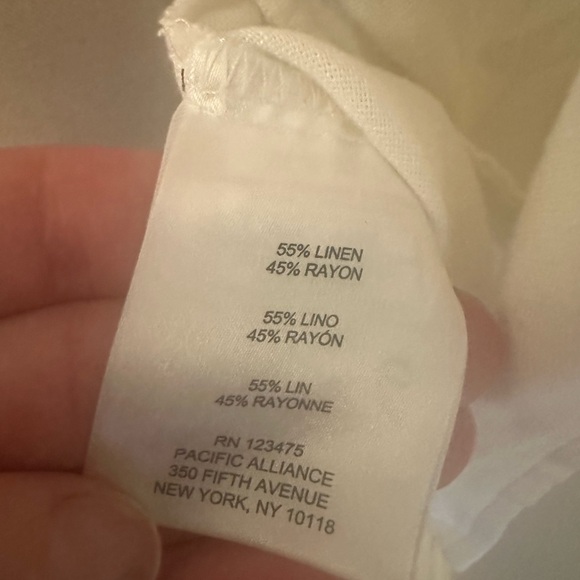 55% LINEN
45% RAYON
55% LINO
45% RAYÓN
55% LIN
45% RAYONNE
RN 123475
PACIFIC ALLIANCE
350 FIFTH AVENUE
NEW YORK, NY 10118